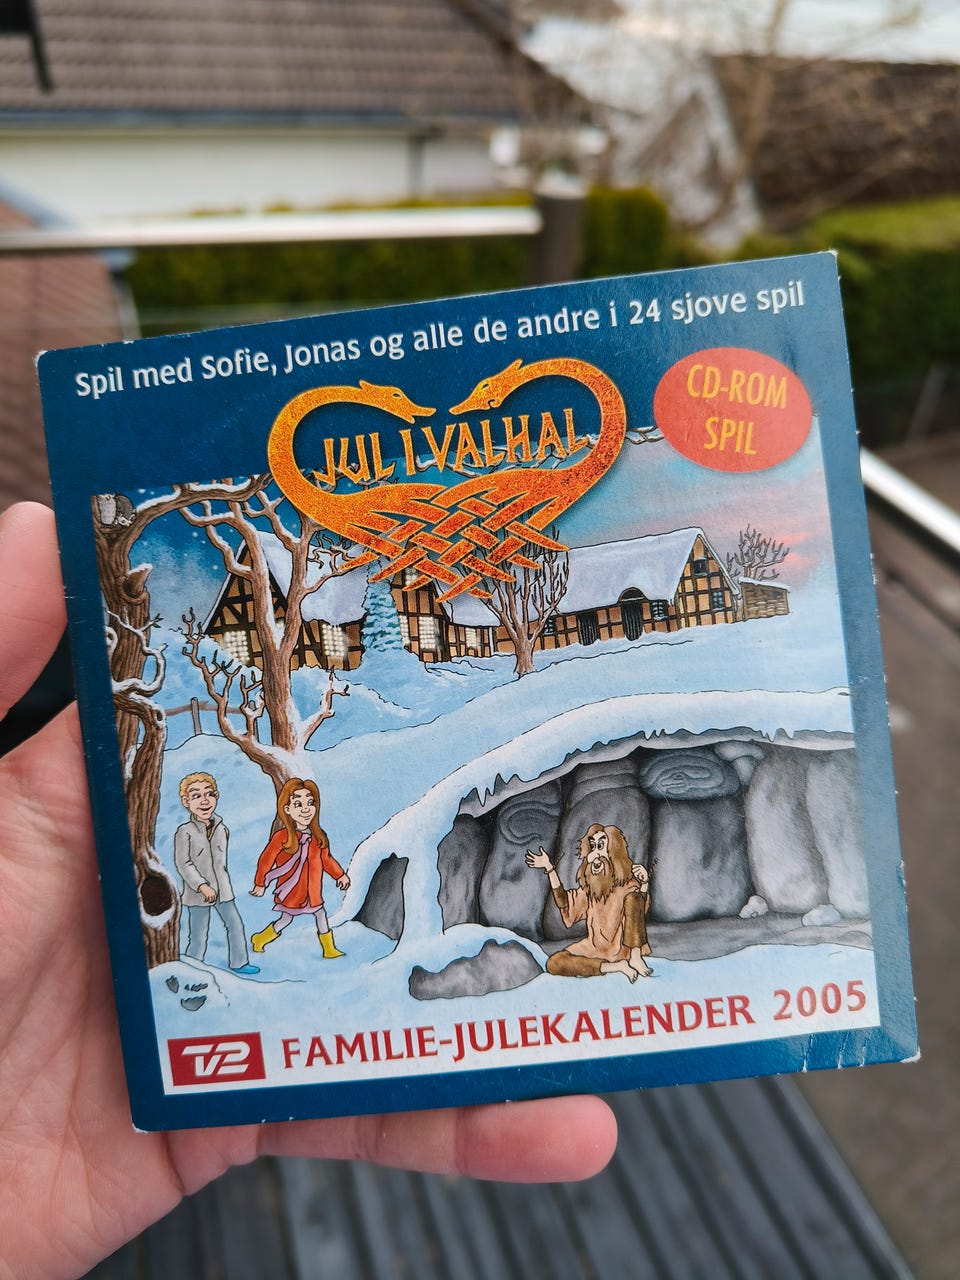 Spil med Sofie, Jonas og alle de andre i 24 sjove spil
JUL I VALHAL
CD-ROM
SPIL
TV2 FAMILIE-JULEKALENDER 2005